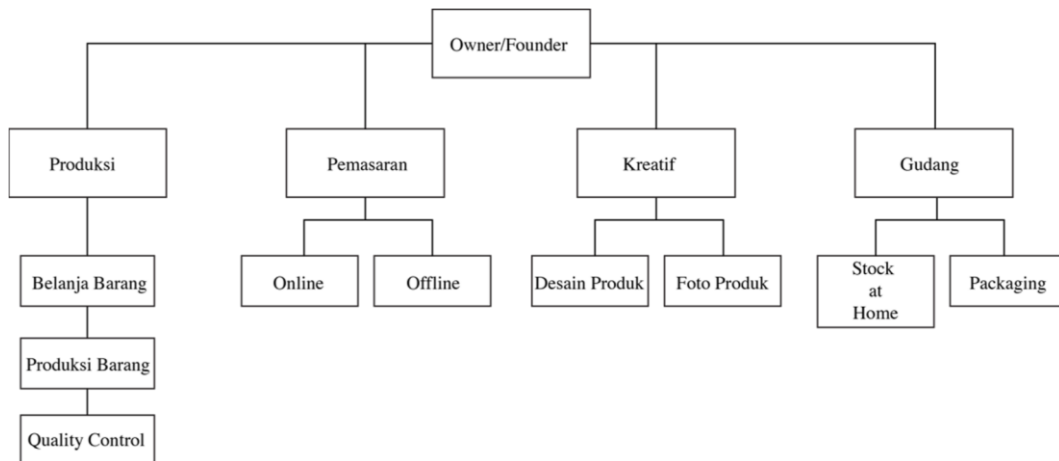 Owner/Founder
Produksi
Pemasaran
Kreatif
Gudang
Belanja Barang
Online
Offline
Desain Produk
Foto Produk
Stock
at
Home
Packaging
Produksi Barang
Quality Control